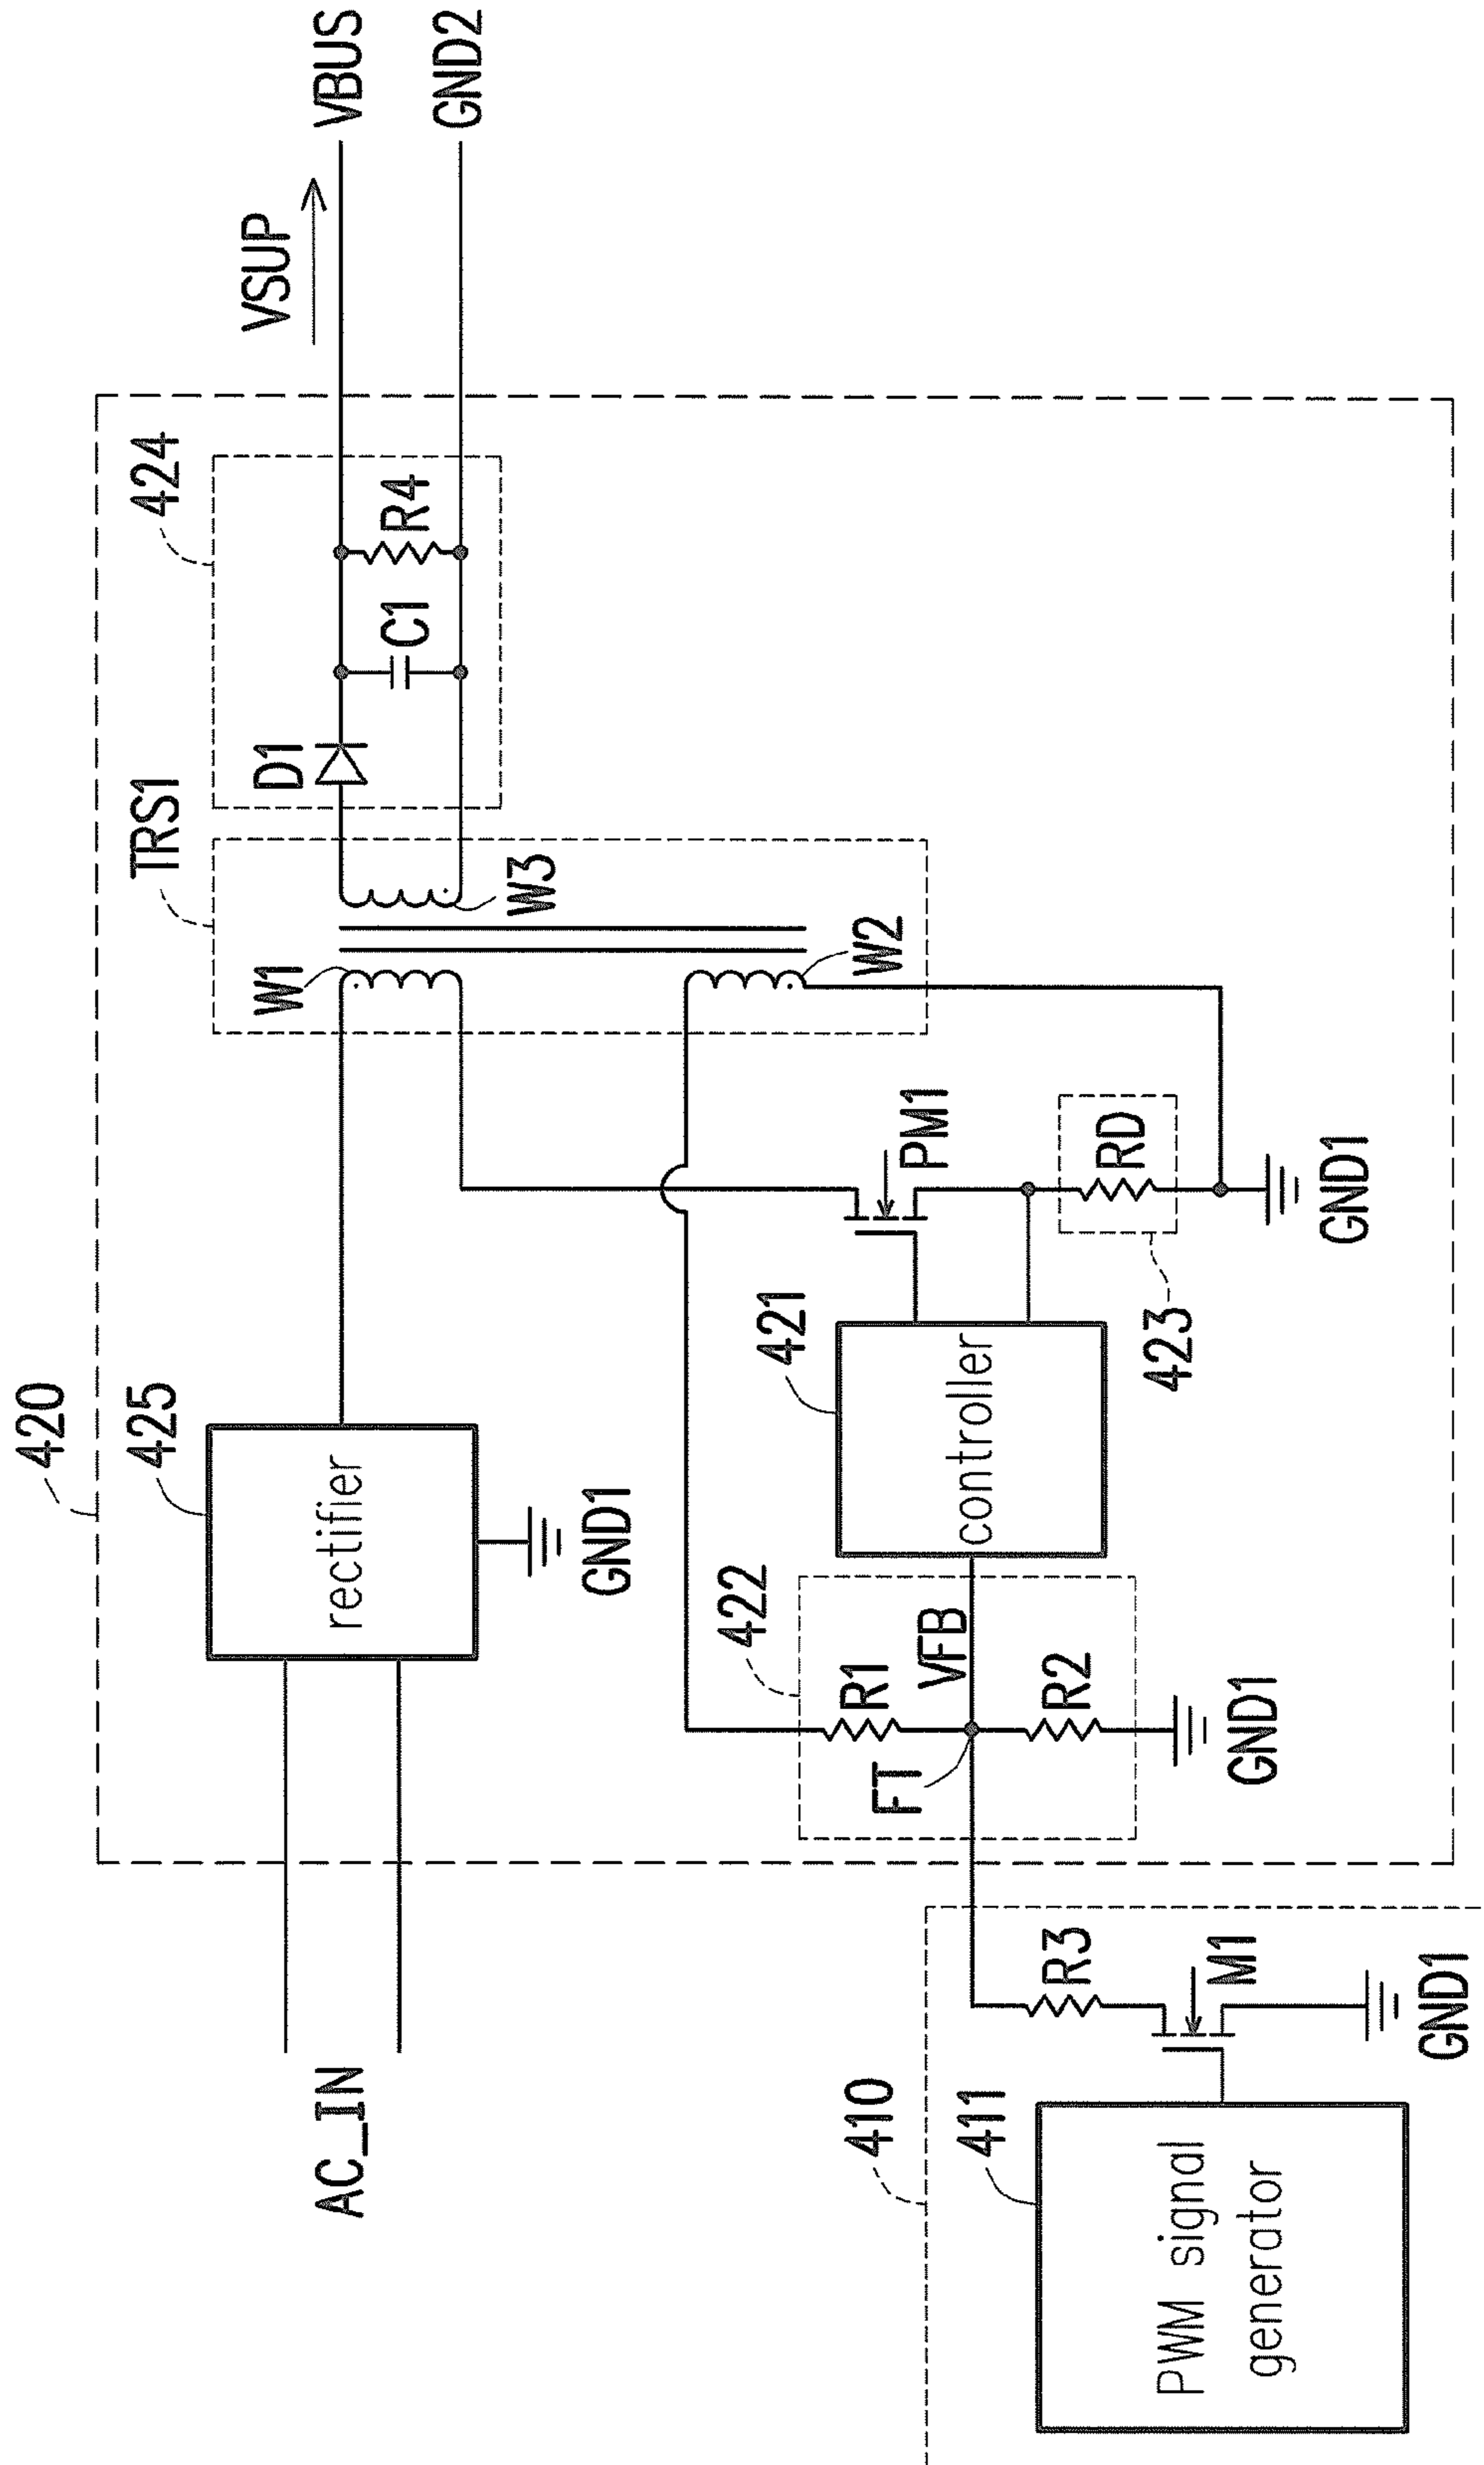 420
425
rectifier
GND1
AC_IN
TRS1
W1
W3
W2
424
D1
C1
R4
VSUP
VBUS
GND2
422
R1
VFB
FT
R2
GND1
421
controller
PM1
423
RD
GND1
410
411
PWM signal
generator
R3
M1
GND1